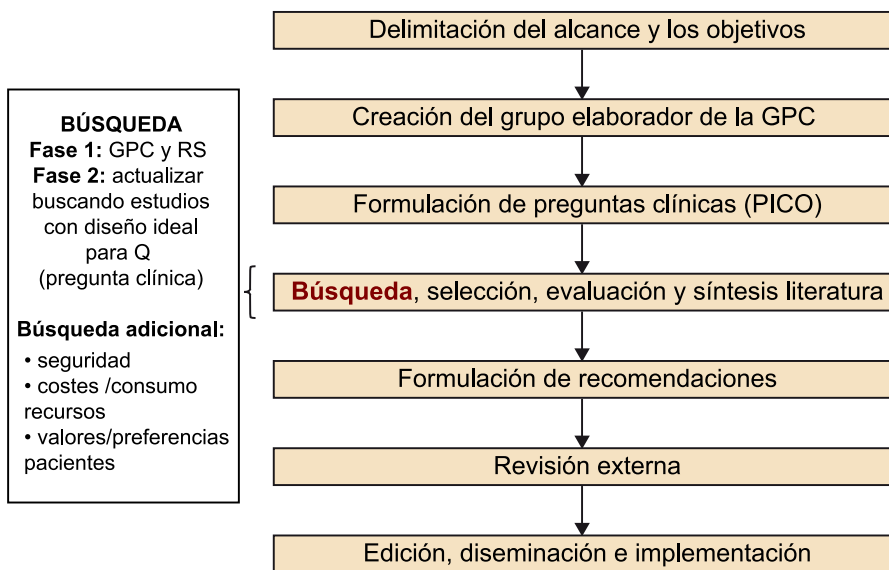 Delimitación del alcance y los objetivos
Creación del grupo elaborador de la GPC
Formulación de preguntas clínicas (PICO)
Búsqueda, selección, evaluación y síntesis literatura
Formulación de recomendaciones
Revisión externa
Edición, diseminación e implementación
BÚSQUEDA
Fase 1: GPC y RS
Fase 2: actualizar
buscando estudios
con diseño ideal
para Q
(pregunta clínica)
Búsqueda adicional:
• seguridad
• costes /consumo
recursos
• valores/preferencias
pacientes